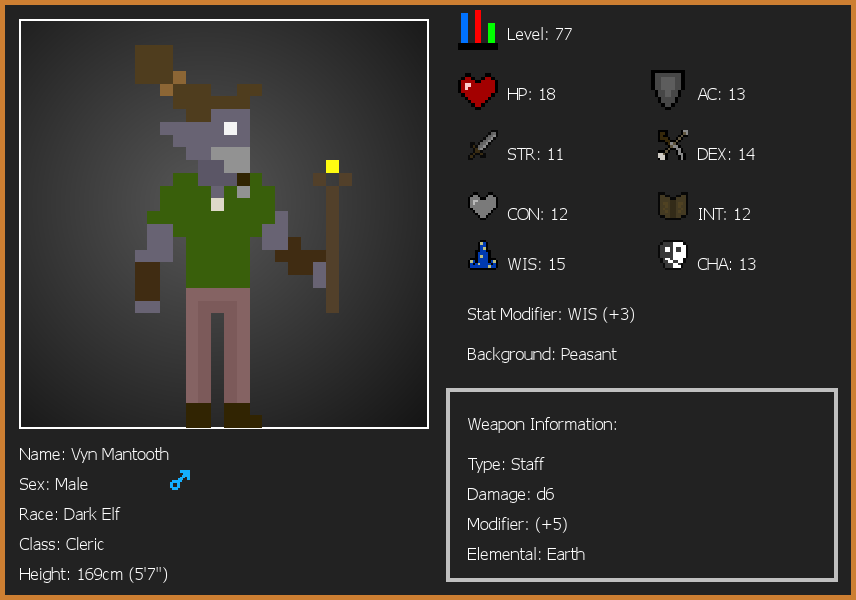 Level: 77
HP: 18
AC: 13
STR: 11
DEX: 14
CON: 12
INT: 12
WIS: 15
CHA: 13
Stat Modifier: WIS (+3)
Background: Peasant
Weapon Information:
Type: Staff
Damage: d6
Modifier: (+5)
Elemental: Earth
Name: Vyn Mantooth
Sex: Male
Race: Dark Elf
Class: Cleric
Height: 169cm (5'7")